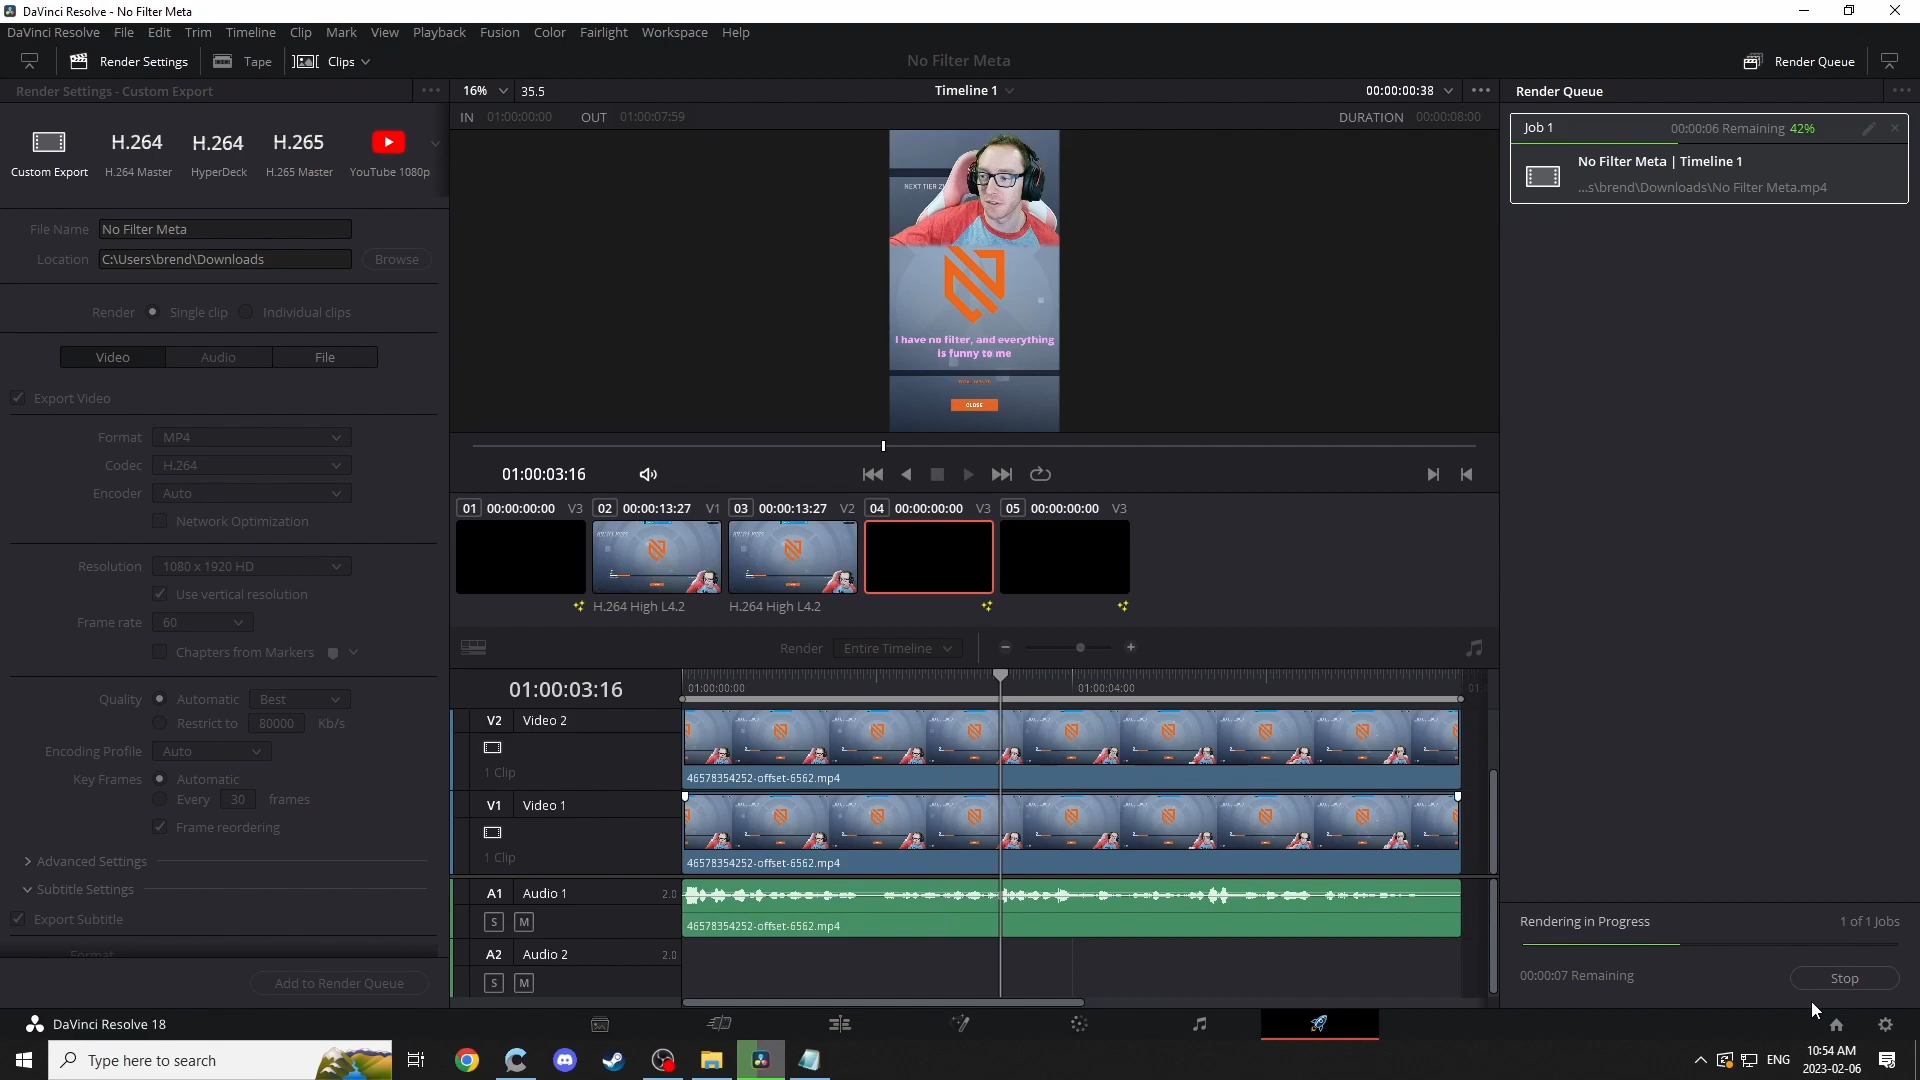 DaVinci Resolve - No Filter Meta
DaVinci Resolve File Edit Trim Timeline Clip Mark View Playback Fusion Color Fairlight Workspace Help
Render Settings Tape Clips No Filter Meta Render Queue
Render Settings - Custom Export
16% 35.5 Timeline 1 00:00:00:38
Render Queue
IN 01:00:00:00 OUT 01:00:07:59 DURATION 00:00:08:00
H.264 H.264 H.265
Custom Export H.264 Master HyperDeck H.265 Master YouTube 1080p
File Name No Filter Meta
Location C:\Users\brend\Downloads Browse
Render Single clip Individual clips
Video Audio File
Export Video
Format MP4
Codec H.264
Encoder Auto
Network Optimization
Resolution 1080 x 1920 HD
Use vertical resolution
Frame rate 60
Chapters from Markers
Quality Automatic Best
Restrict to 80000 Kb/s
Encoding Profile Auto
Key Frames Automatic
Every 30 frames
Frame reordering
Advanced Settings
Subtitle Settings
Export Subtitle
Format
Add to Render Queue
NEXT TIER
I have no filter, and everything
is funny to me
CLOSE
01:00:03:16
01 00:00:00:00 V3 02 00:00:13:27 V1 03 00:00:13:27 V2 04 00:00:00:00 V3 05 00:00:00:00 V3
H.264 High L4.2 H.264 High L4.2
Render Entire Timeline
01:00:03:16
01:00:00:00 01:00:04:00
V2 Video 2
1 Clip
46578354252-offset-6562.mp4
V1 Video 1
1 Clip
46578354252-offset-6562.mp4
A1 Audio 1 2.0
S M
46578354252-offset-6562.mp4
A2 Audio 2 2.0
S M
Job 1 00:00:06 Remaining 42%
No Filter Meta | Timeline 1
...s\brend\Downloads\No Filter Meta.mp4
Rendering in Progress 1 of 1 Jobs
00:00:07 Remaining Stop
DaVinci Resolve 18
Type here to search
ENG
10:54 AM
2023-02-06